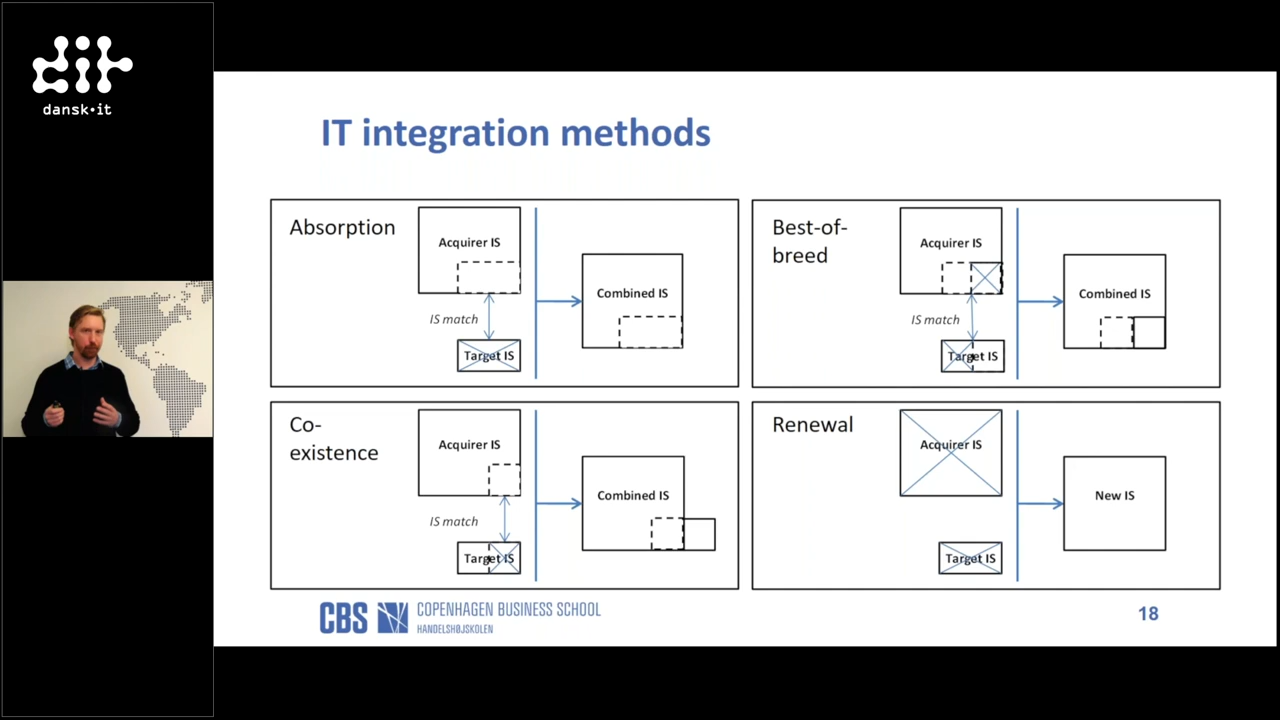 dit
dansk·it
IT integration methods
Absorption
Acquirer IS
IS match
Target IS
Combined IS
Best-of-
breed
Acquirer IS
IS match
Target IS
Combined IS
Co-
existence
Acquirer IS
IS match
Target IS
Combined IS
Renewal
Acquirer IS
Target IS
New IS
CBS
COPENHAGEN BUSINESS SCHOOL
HANDELSHØJSKOLEN
18